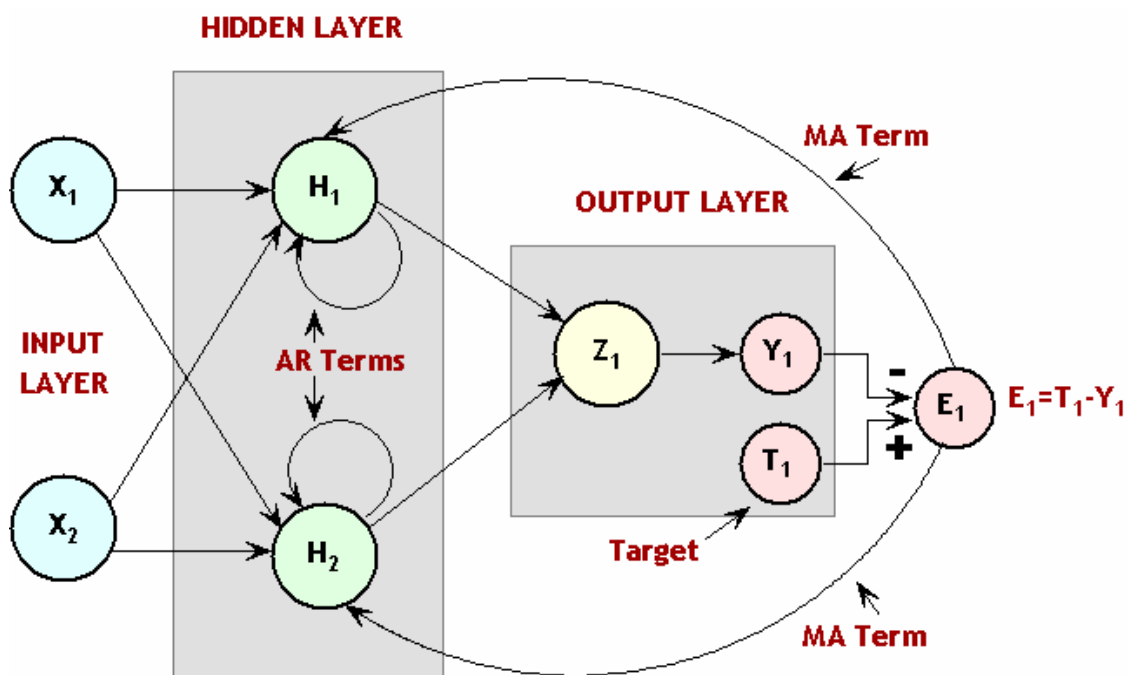 HIDDEN LAYER
MA Term
X₁
H₁
OUTPUT LAYER
INPUT
LAYER
AR Terms
Z₁
Y₁
-
E₁
E₁=T₁-Y₁
+
T₁
X₂
H₂
Target
MA Term